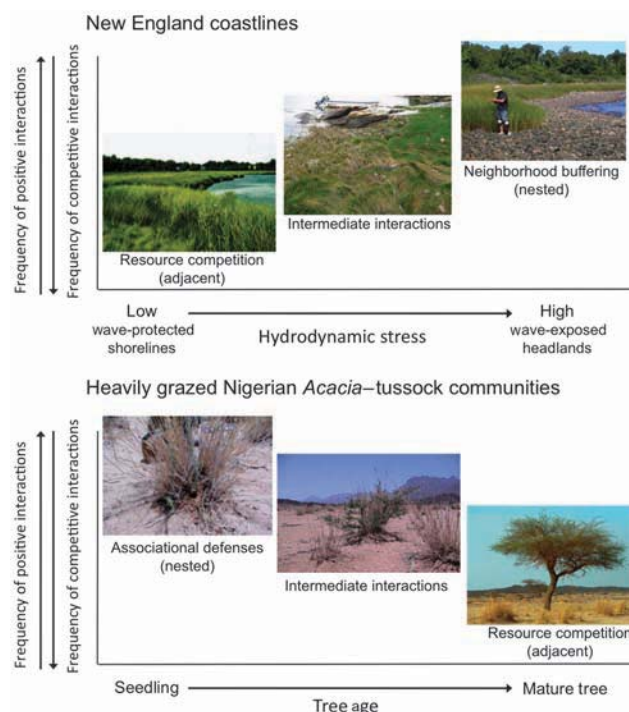 New England coastlines
Frequency of positive interactions
Frequency of competitive interactions
Resource competition
(adjacent)
Intermediate interactions
Neighborhood buffering
(nested)
Low
wave-protected
shorelines
Hydrodynamic stress
High
wave-exposed
headlands
Heavily grazed Nigerian Acacia–tussock communities
Frequency of positive interactions
Frequency of competitive interactions
Associational defenses
(nested)
Intermediate interactions
Resource competition
(adjacent)
Seedling
Tree age
Mature tree